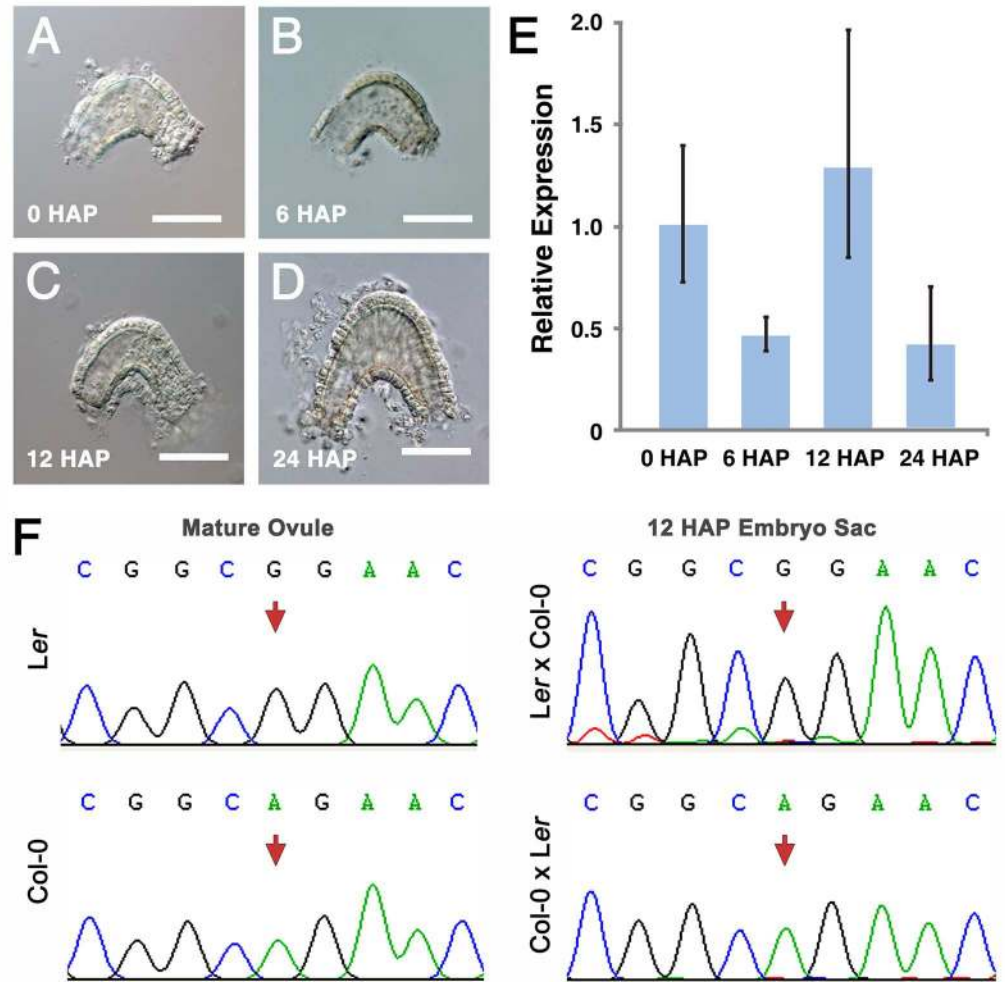 A
0 HAP
B
6 HAP
C
12 HAP
D
24 HAP
E
Relative Expression
2.0
1.5
1.0
0.5
0
0 HAP 6 HAP 12 HAP 24 HAP
F
Mature Ovule
12 HAP Embryo Sac
Ler
C G G C G G A A C
Ler x Col-0
C G G C G G A A C
Col-0
C G G C A G A A C
Col-0 x Ler
C G G C A G A A C